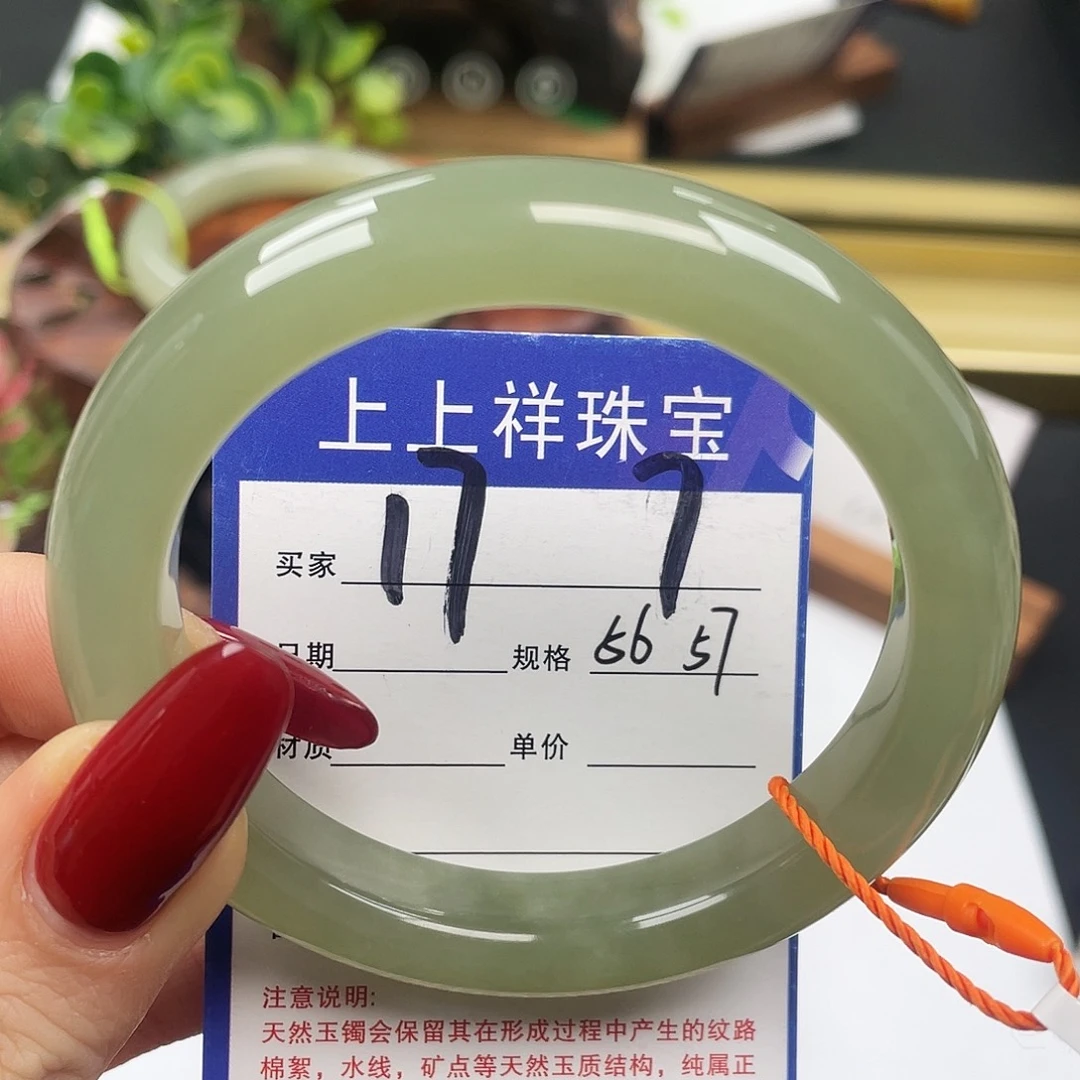 上上祥珠宝
17 7
买家
日期 规格 56 57
材质 单价
注意说明:
天然玉镯会保留其在形成过程中产生的纹路
棉絮，水线，矿点等天然玉质结构，纯属正